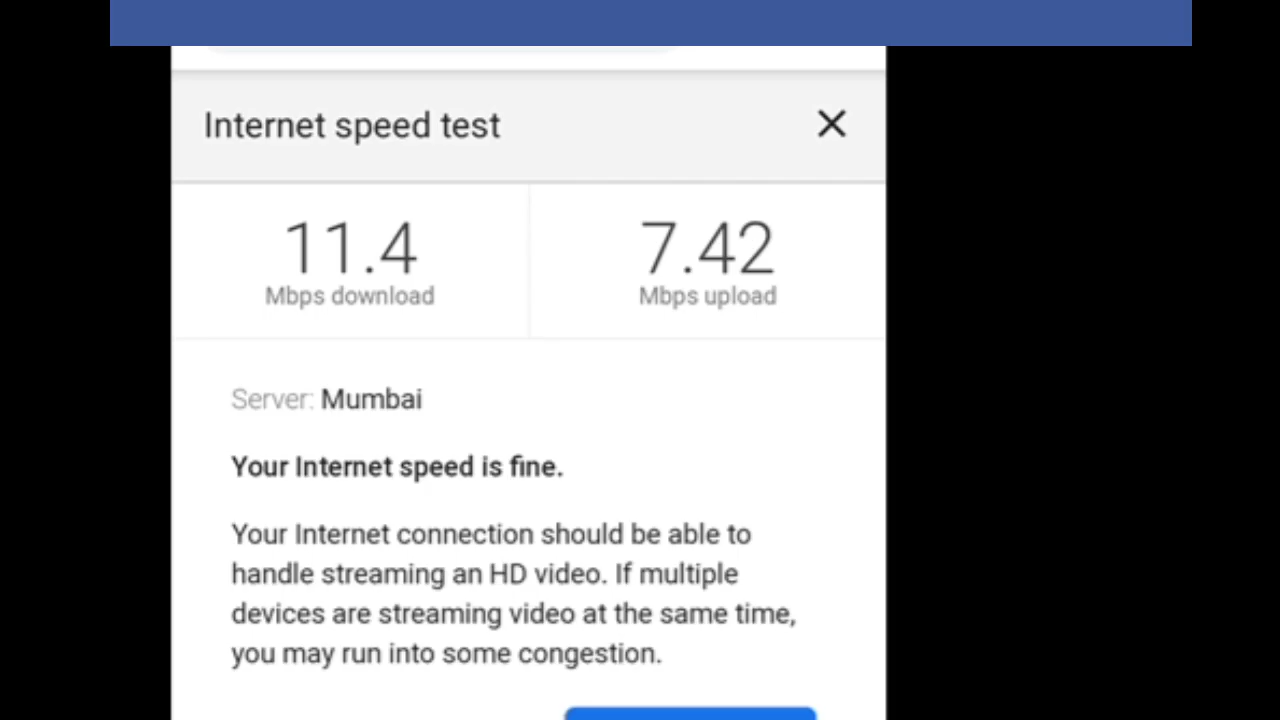 Internet speed test
11.4
Mbps download
7.42
Mbps upload
Server: Mumbai
Your Internet speed is fine.
Your Internet connection should be able to
handle streaming an HD video. If multiple
devices are streaming video at the same time,
you may run into some congestion.